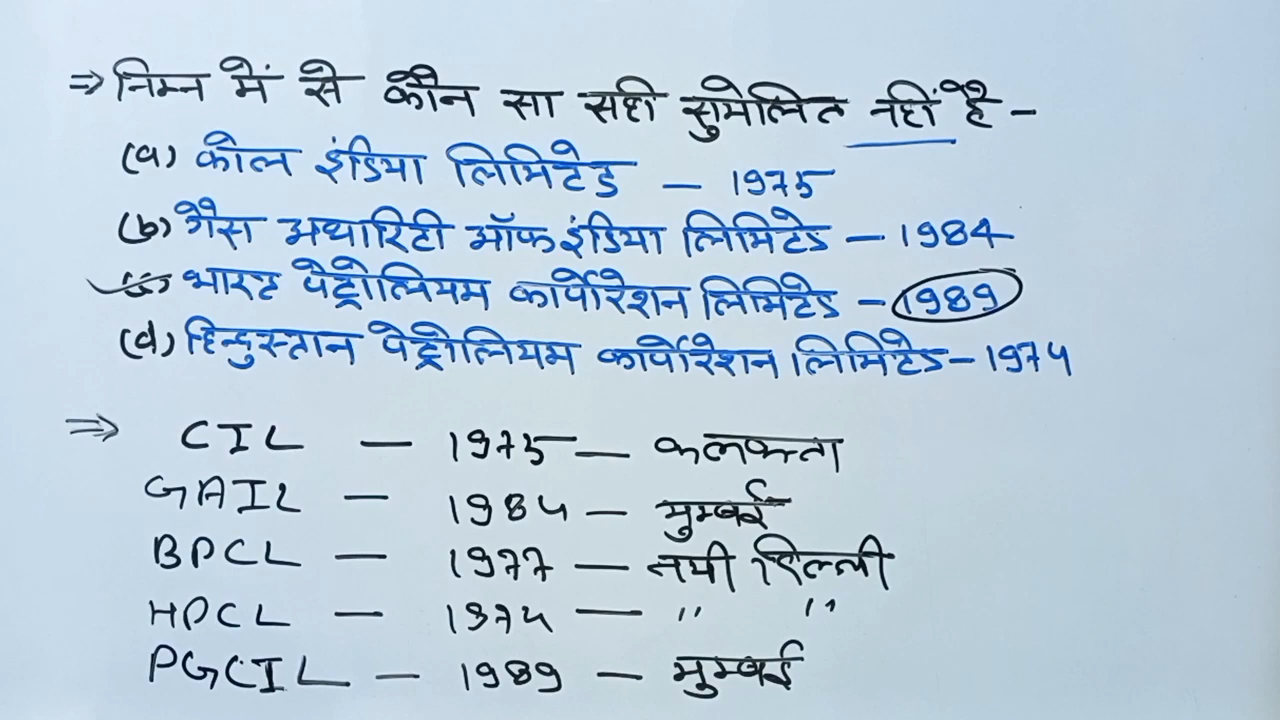 ⇒ निम्न में से कौन सा सही सुमेलित नहीं है -
(a) कोल इंडिया लिमिटेड - 1975
(b) गैस अथारिटी ऑफ इंडिया लिमिटेड - 1984
(c) भारत पेट्रोलियम कार्पोरेशन लिमिटेड - 1989
(d) हिन्दुस्तान पेट्रोलियम कार्पोरेशन लिमिटेड - 1974
⇒ CIL - 1975 - कलकत्ता
GAIL - 1984 - मुम्बई
BPCL - 1977 - नयी दिल्ली
HPCL - 1974 - " "
PGCIL - 1989 - मुम्बई